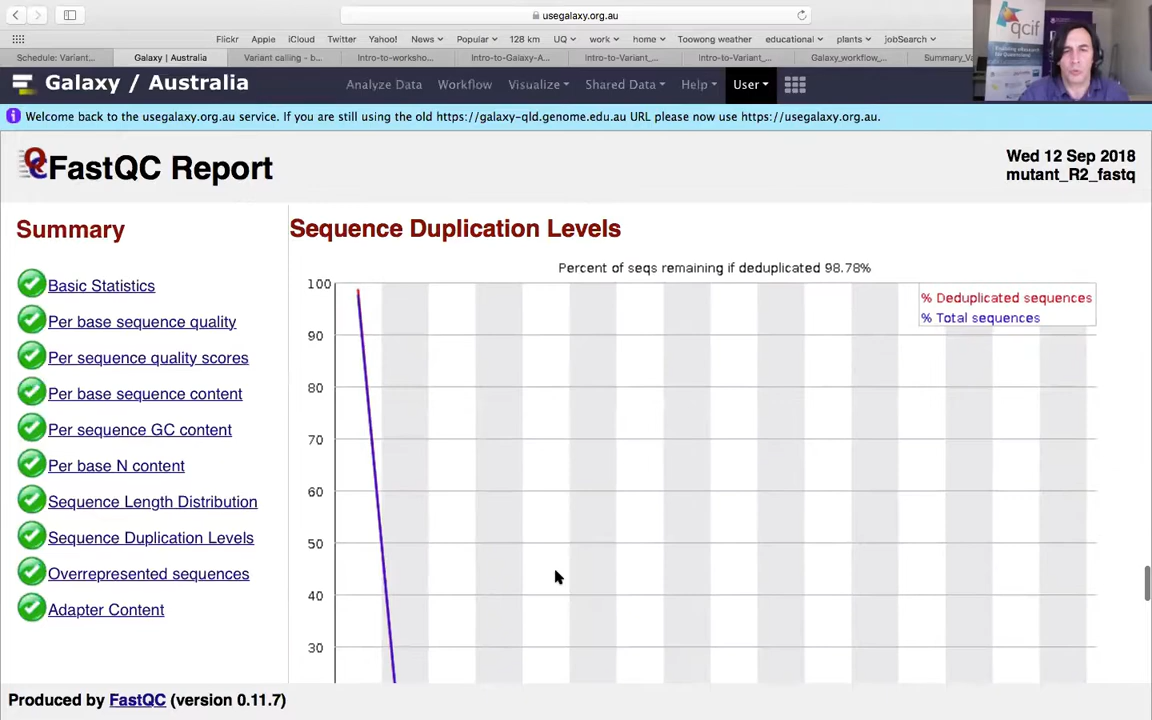 usegalaxy.org.au
Flickr Apple iCloud Twitter Yahoo! News Popular 128 km UQ work home Toowong weather educational plants jobSearch
Schedule: Variant... Galaxy | Australia Variant calling - b... Intro-to-worksho... Intro-to-Galaxy-A... Intro-to-Variant_... Intro-to-Variant_... Galaxy_workflow_... Summary_Va
qcif
Galaxy / Australia Analyze Data Workflow Visualize Shared Data Help User
Welcome back to the usegalaxy.org.au service. If you are still using the old https://galaxy-qld.genome.edu.au URL please now use https://usegalaxy.org.au.
FastQC Report
Wed 12 Sep 2018
mutant_R2_fastq
Summary
Basic Statistics
Per base sequence quality
Per sequence quality scores
Per base sequence content
Per sequence GC content
Per base N content
Sequence Length Distribution
Sequence Duplication Levels
Overrepresented sequences
Adapter Content
Sequence Duplication Levels
Percent of seqs remaining if deduplicated 98.78%
% Deduplicated sequences
% Total sequences
100
90
80
70
60
50
40
30
Produced by FastQC (version 0.11.7)